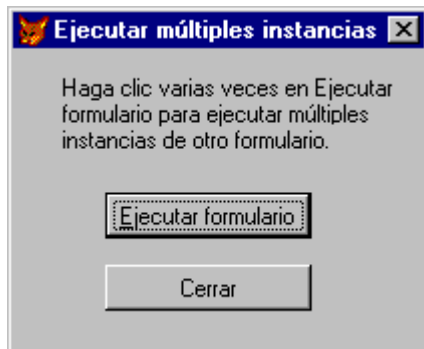 Ejecutar múltiples instancias
Haga clic varias veces en Ejecutar
formulario para ejecutar múltiples
instancias de otro formulario.
Ejecutar formulario
Cerrar